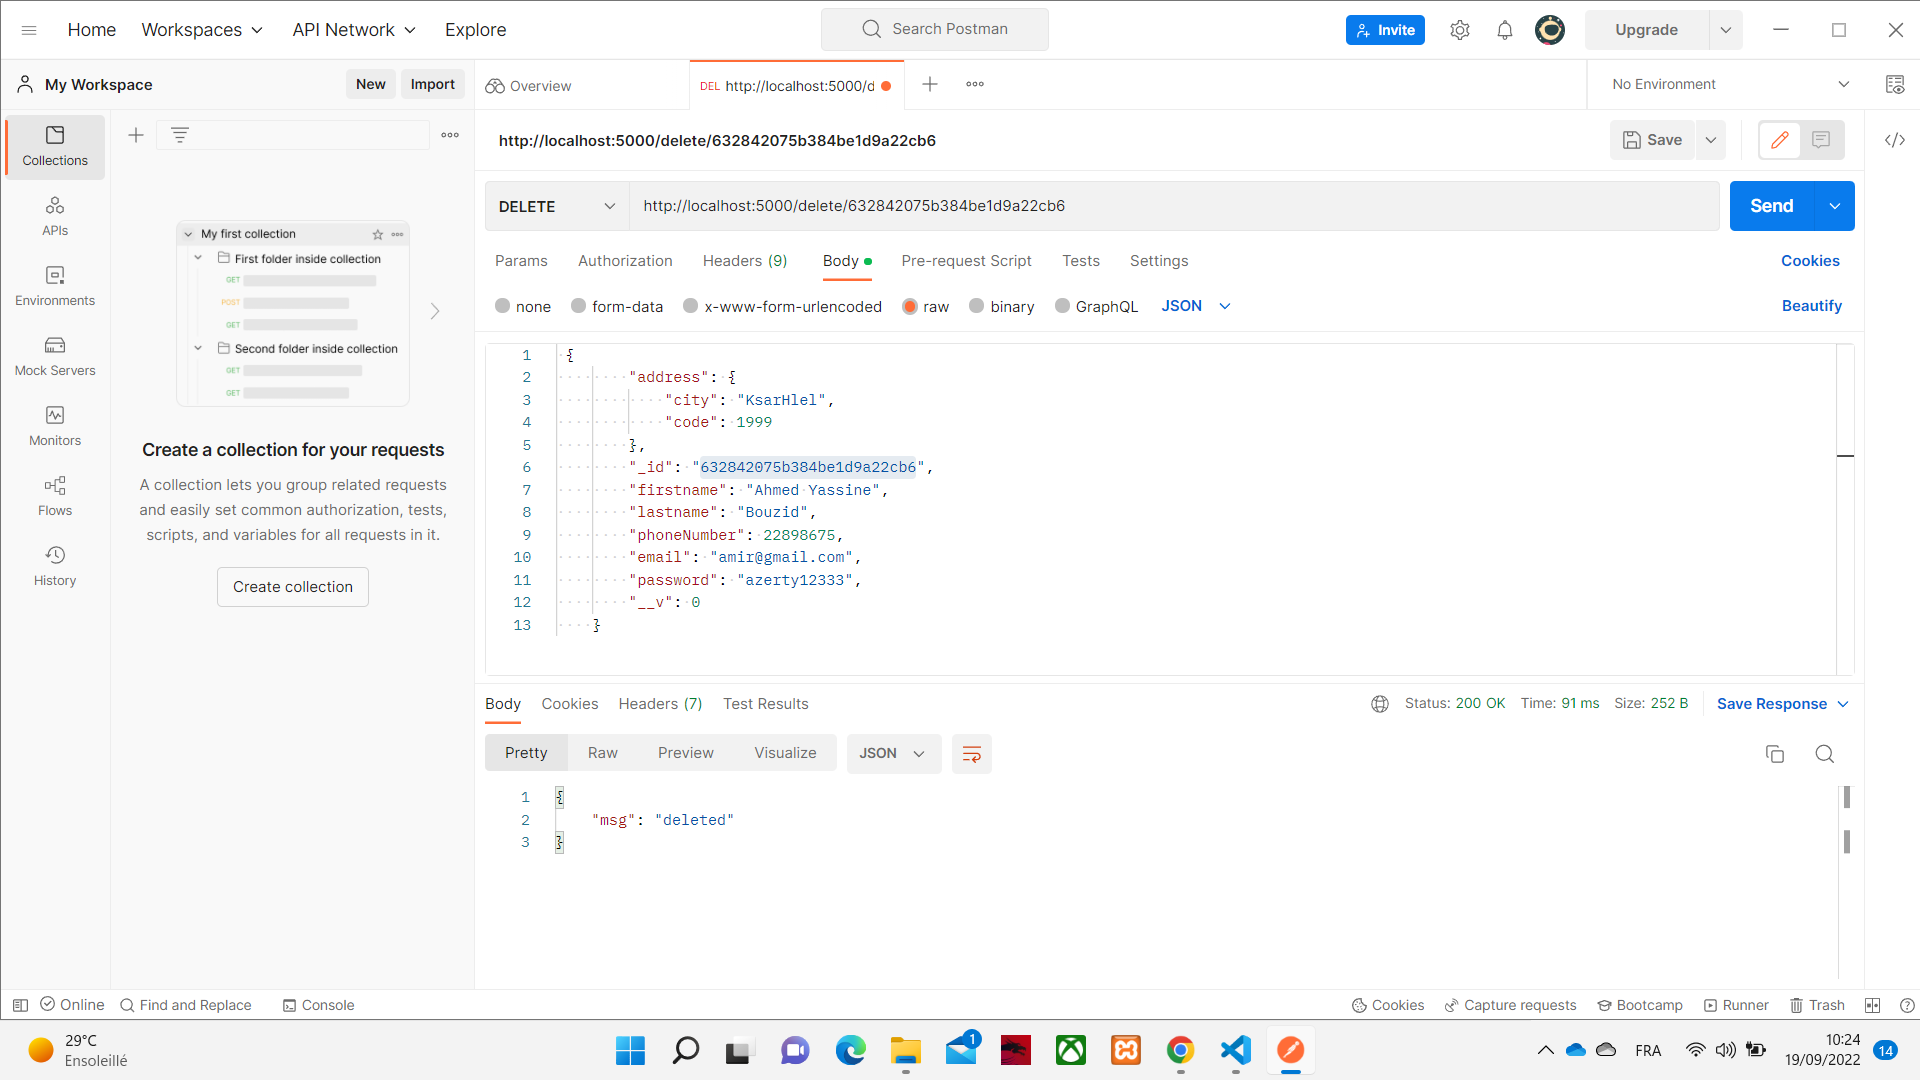 Home Workspaces API Network Explore Search Postman Invite Upgrade
My Workspace New Import Overview DEL http://localhost:5000/d No Environment
Collections
APIs
Environments
Mock Servers
Monitors
Flows
History
My first collection
First folder inside collection
GET
POST
GET
Second folder inside collection
GET
GET
Create a collection for your requests
A collection lets you group related requests
and easily set common authorization, tests,
scripts, and variables for all requests in it.
Create collection
http://localhost:5000/delete/632842075b384be1d9a22cb6 Save
DELETE http://localhost:5000/delete/632842075b384be1d9a22cb6 Send
Params Authorization Headers (9) Body Pre-request Script Tests Settings Cookies
none form-data x-www-form-urlencoded raw binary GraphQL JSON Beautify
1 {
2 "address": {
3 "city": "KsarHlel",
4 "code": 1999
5 },
6 "_id": "632842075b384be1d9a22cb6",
7 "firstname": "Ahmed Yassine",
8 "lastname": "Bouzid",
9 "phoneNumber": 22898675,
10 "email": "amir@gmail.com",
11 "password": "azerty12333",
12 "__v": 0
13 }
Body Cookies Headers (7) Test Results Status: 200 OK Time: 91 ms Size: 252 B Save Response
Pretty Raw Preview Visualize JSON
1 {
2 "msg": "deleted"
3 }
Online Find and Replace Console Cookies Capture requests Bootcamp Runner Trash
29°C
Ensoleillé
1
FRA
10:24
19/09/2022
14